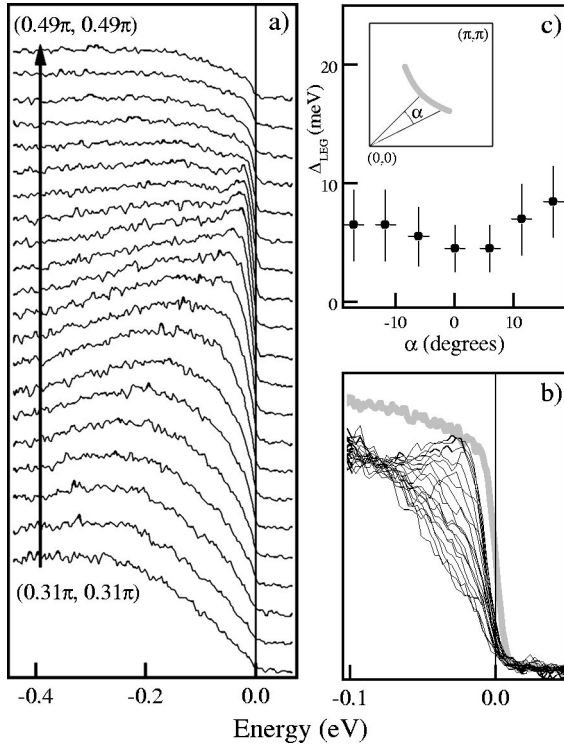 a)
(0.49π, 0.49π)
(0.31π, 0.31π)
-0.4
-0.2
0.0
c)
(π,π)
α
(0,0)
20
10
0
Δ_LEG (meV)
-10
0
10
α (degrees)
b)
-0.1
0.0
Energy (eV)